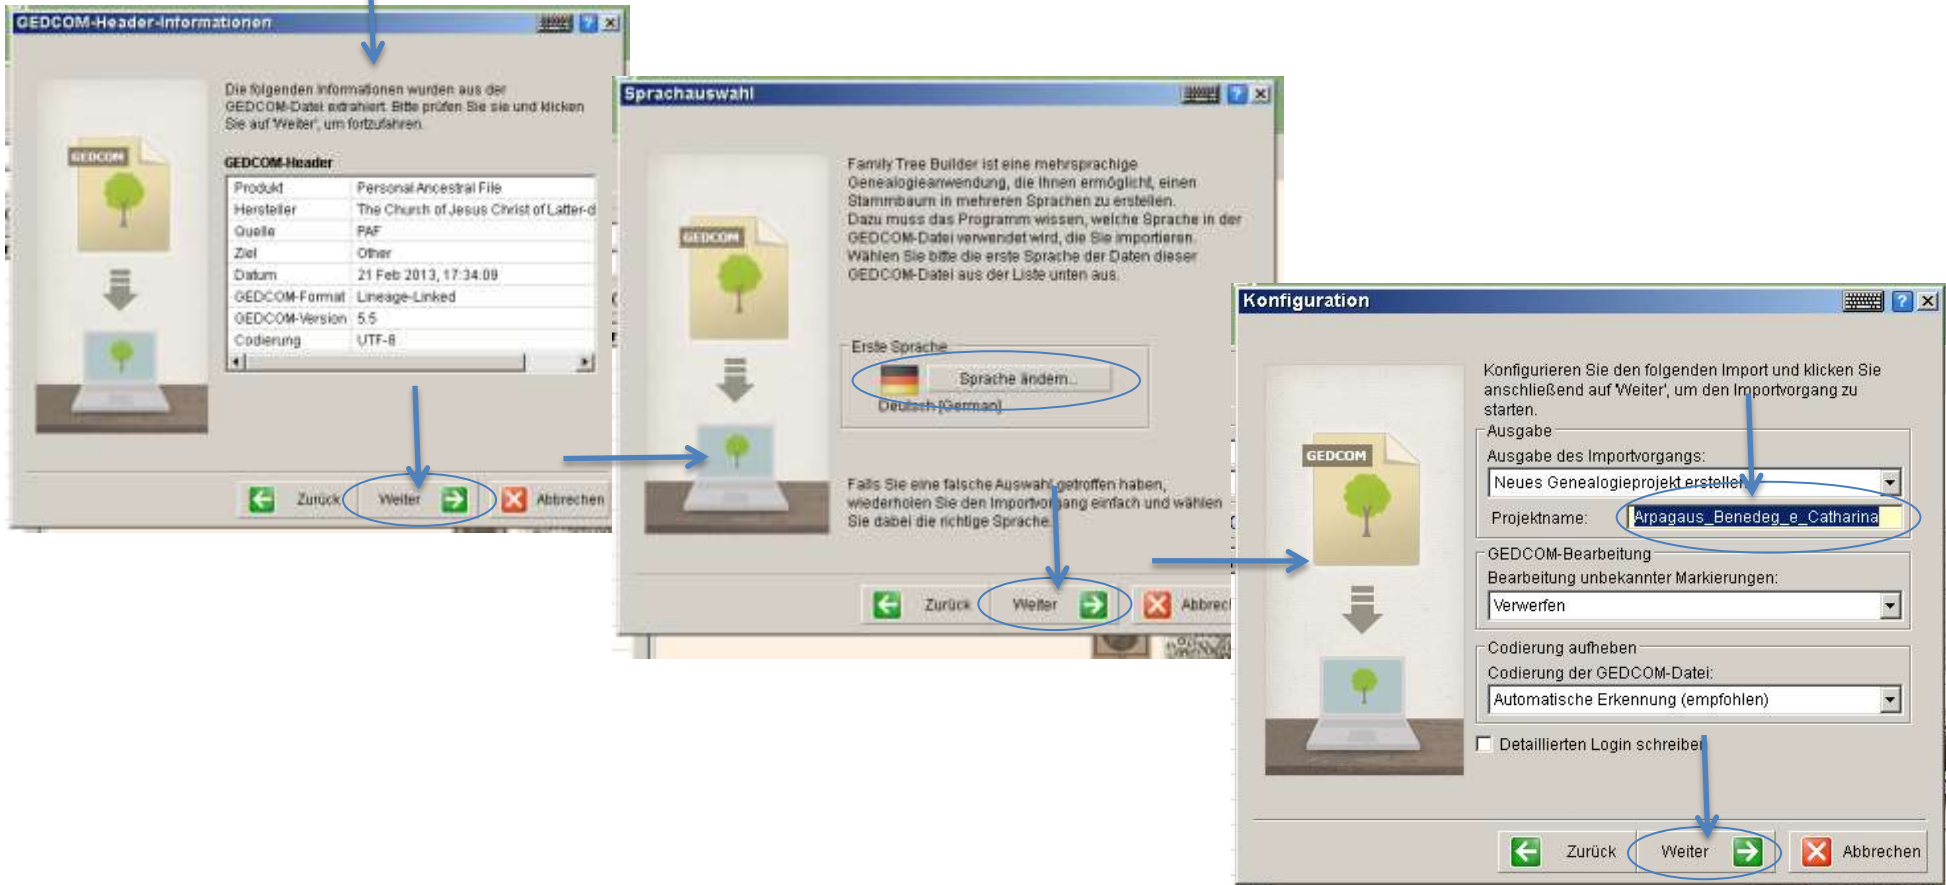 GEDCOM-Header-Informationen
Die folgenden Informationen wurden aus der
GEDCOM-Datei extrahiert. Bitte prüfen Sie sie und klicken
Sie auf 'Weiter', um fortzufahren.
GEDCOM
GEDCOM-Header
Produkt Personal Ancestral File
Hersteller The Church of Jesus Christ of Latter-d
Quelle PAF
Ziel Other
Datum 21 Feb 2013, 17:34:09
GEDCOM-Format Lineage-Linked
GEDCOM-Version 5.5
Codierung UTF-8
Zurück Weiter Abbrechen
Sprachauswahl
Family Tree Builder ist eine mehrsprachige
Genealogieanwendung, die Ihnen ermöglicht, einen
Stammbaum in mehreren Sprachen zu erstellen.
Dazu muss das Programm wissen, welche Sprache in der
GEDCOM-Datei verwendet wird, die Sie importieren.
Wählen Sie bitte die erste Sprache der Daten dieser
GEDCOM-Datei aus der Liste unten aus.
GEDCOM
Erste Sprache
Sprache ändern...
Deutsch [German]
Falls Sie eine falsche Auswahl getroffen haben,
wiederholen Sie den Importvorgang einfach und wählen
Sie dabei die richtige Sprache.
Zurück Weiter Abbrec
Konfiguration
Konfigurieren Sie den folgenden Import und klicken Sie
anschließend auf 'Weiter', um den Importvorgang zu
starten.
GEDCOM
Ausgabe
Ausgabe des Importvorgangs:
Neues Genealogieprojekt erstellen
Projektname: Arpagaus_Benedeg_e_Catharina
GEDCOM-Bearbeitung
Bearbeitung unbekannter Markierungen:
Verwerfen
Codierung aufheben
Codierung der GEDCOM-Datei:
Automatische Erkennung (empfohlen)
Detaillierten Login schreiben
Zurück Weiter Abbrechen